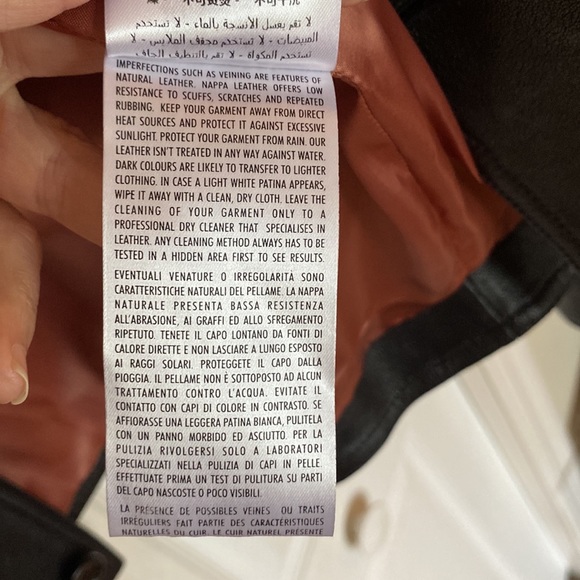 لا تقم بغسل الأنسجة بالماء - لا تستخدم
المبيضات - لا تستخدم مجفف الملابس - لا
تستخدم المكواة - لا تقم بالتنظيف الجاف
IMPERFECTIONS SUCH AS VEINING ARE FEATURES OF
NATURAL LEATHER. NAPPA LEATHER OFFERS LOW
RESISTANCE TO SCUFFS, SCRATCHES AND REPEATED
RUBBING. KEEP YOUR GARMENT AWAY FROM DIRECT
HEAT SOURCES AND PROTECT IT AGAINST EXCESSIVE
SUNLIGHT. PROTECT YOUR GARMENT FROM RAIN. OUR
LEATHER ISN'T TREATED IN ANY WAY AGAINST WATER.
DARK COLOURS ARE LIKELY TO TRANSFER TO LIGHTER
CLOTHING. IN CASE A LIGHT WHITE PATINA APPEARS,
WIPE IT AWAY WITH A CLEAN, DRY CLOTH. LEAVE THE
CLEANING OF YOUR GARMENT ONLY TO A
PROFESSIONAL DRY CLEANER THAT SPECIALISES IN
LEATHER. ANY CLEANING METHOD ALWAYS HAS TO BE
TESTED IN A HIDDEN AREA FIRST TO SEE RESULTS.
EVENTUALI VENATURE O IRREGOLARITÀ SONO
CARATTERISTICHE NATURALI DEL PELLAME. LA NAPPA
NATURALE PRESENTA BASSA RESISTENZA
ALL'ABRASIONE, AI GRAFFI ED ALLO SFREGAMENTO
RIPETUTO. TENETE IL CAPO LONTANO DA FONTI DI
CALORE DIRETTE E NON LASCIARE A LUNGO ESPOSTO
AI RAGGI SOLARI. PROTEGGETE IL CAPO DALLA
PIOGGIA. IL PELLAME NON È SOTTOPOSTO AD ALCUN
TRATTAMENTO CONTRO L'ACQUA. EVITATE IL
CONTATTO CON CAPI DI COLORE IN CONTRASTO. SE
AFFIORASSE UNA LEGGERA PATINA BIANCA, PULITELA
CON UN PANNO MORBIDO ED ASCIUTTO. PER LA
PULIZIA RIVOLGERSI SOLO A LABORATORI
SPECIALIZZATI NELLA PULIZIA DI CAPI IN PELLE.
EFFETTUATE PRIMA UN TEST DI PULITURA SU PARTI
DEL CAPO NASCOSTE O POCO VISIBILI.
LA PRÉSENCE DE POSSIBLES VEINES OU TRAITS
IRRÉGULIERS FAIT PARTIE DES CARACTÉRISTIQUES
NATURELLES DU CUIR. LE CUIR NATUREL PRÉSENTE